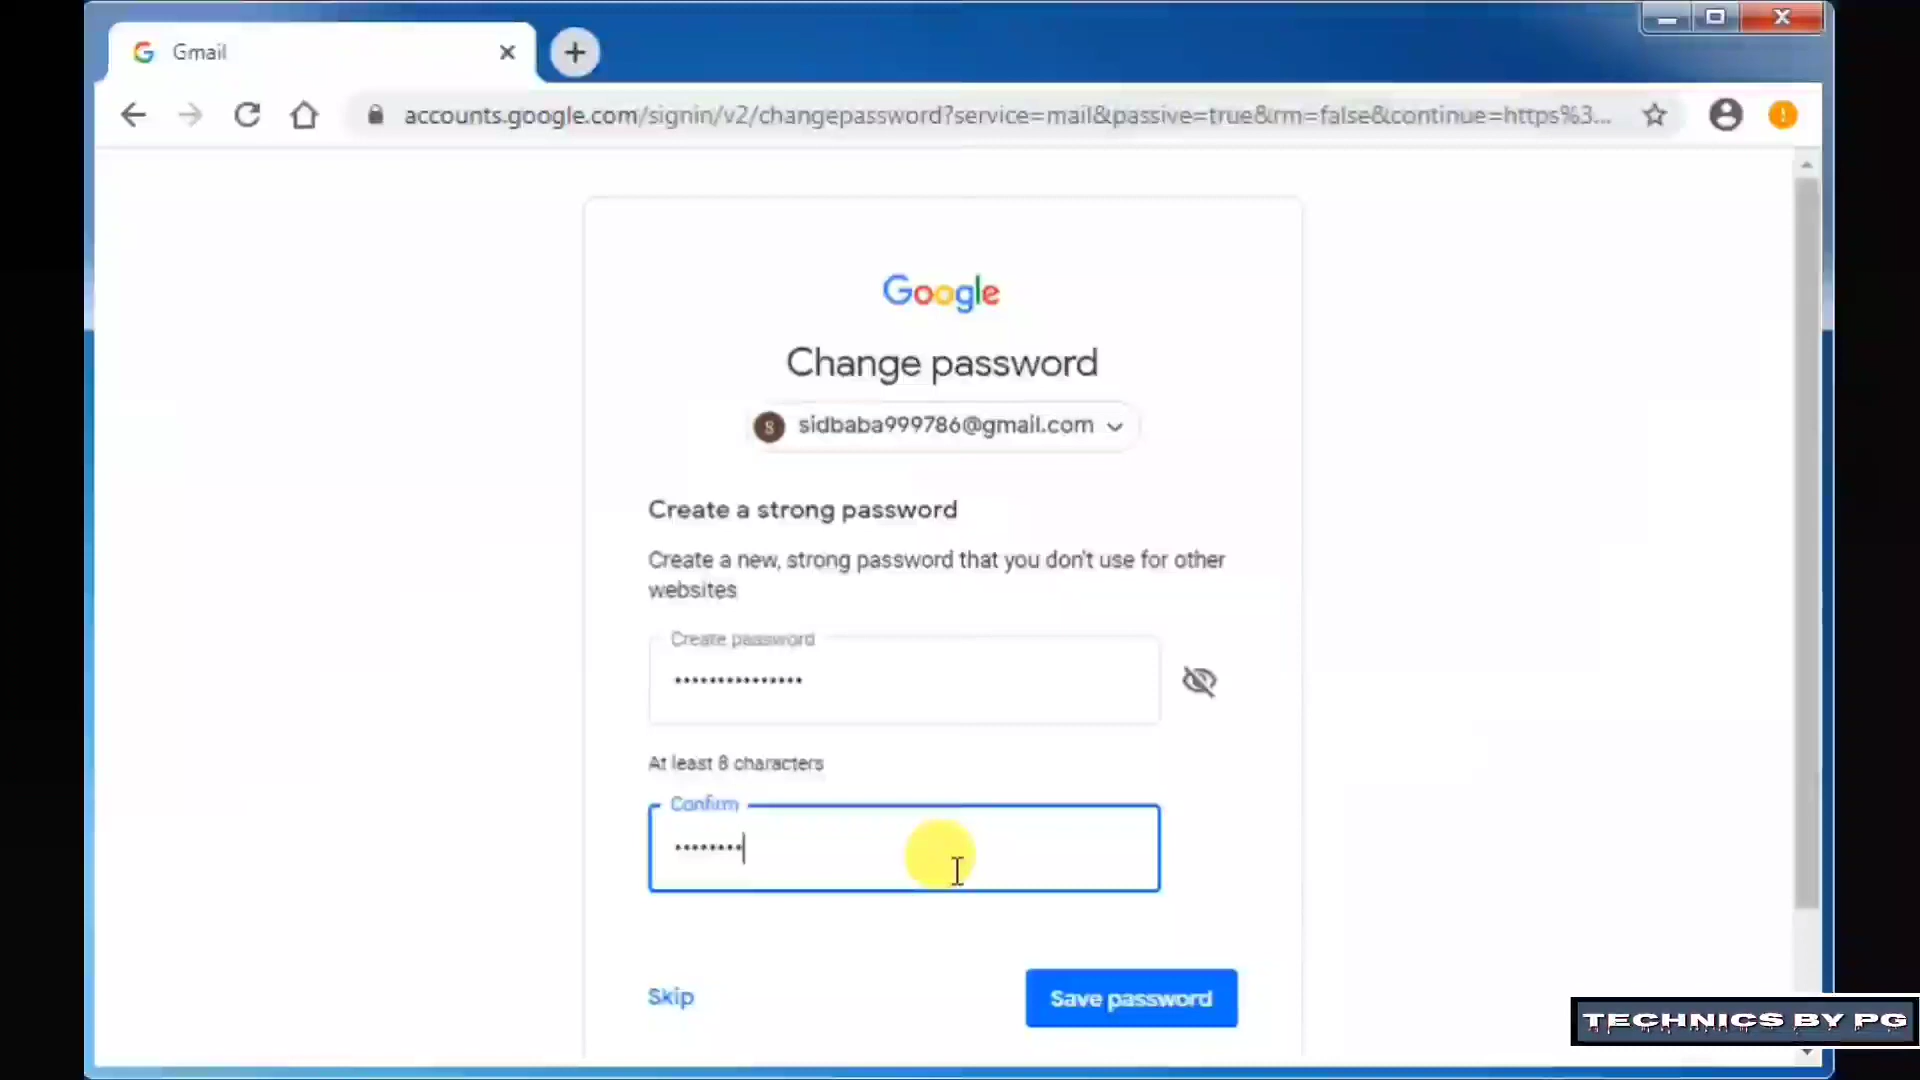 Gmail
accounts.google.com/signin/v2/changepassword?service=mail&passive=true&rm=false&continue=https%3...
Google
Change password
S sidbaba999786@gmail.com
Create a strong password
Create a new, strong password that you don't use for other
websites
Create password
•••••••••••••••
At least 8 characters
Confirm
••••••••
Skip
Save password
TECHNICS BY PG